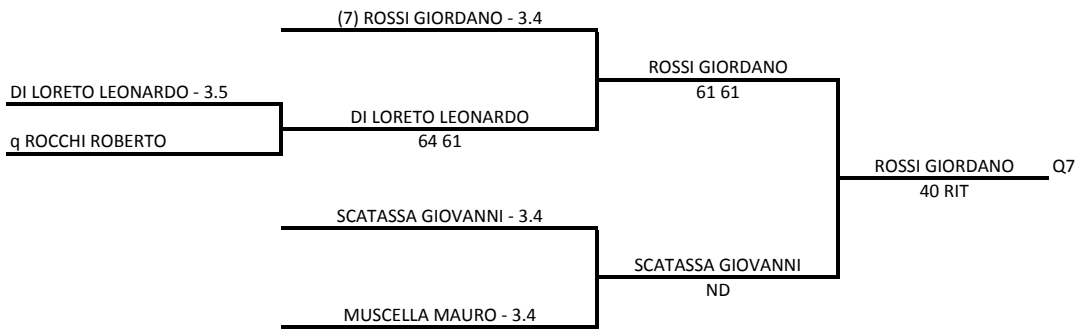 (7) ROSSI GIORDANO - 3.4
ROSSI GIORDANO
61 61
DI LORETO LEONARDO - 3.5
DI LORETO LEONARDO
64 61
q ROCCHI ROBERTO
ROSSI GIORDANO Q7
40 RIT
SCATASSA GIOVANNI - 3.4
SCATASSA GIOVANNI
ND
MUSCELLA MAURO - 3.4